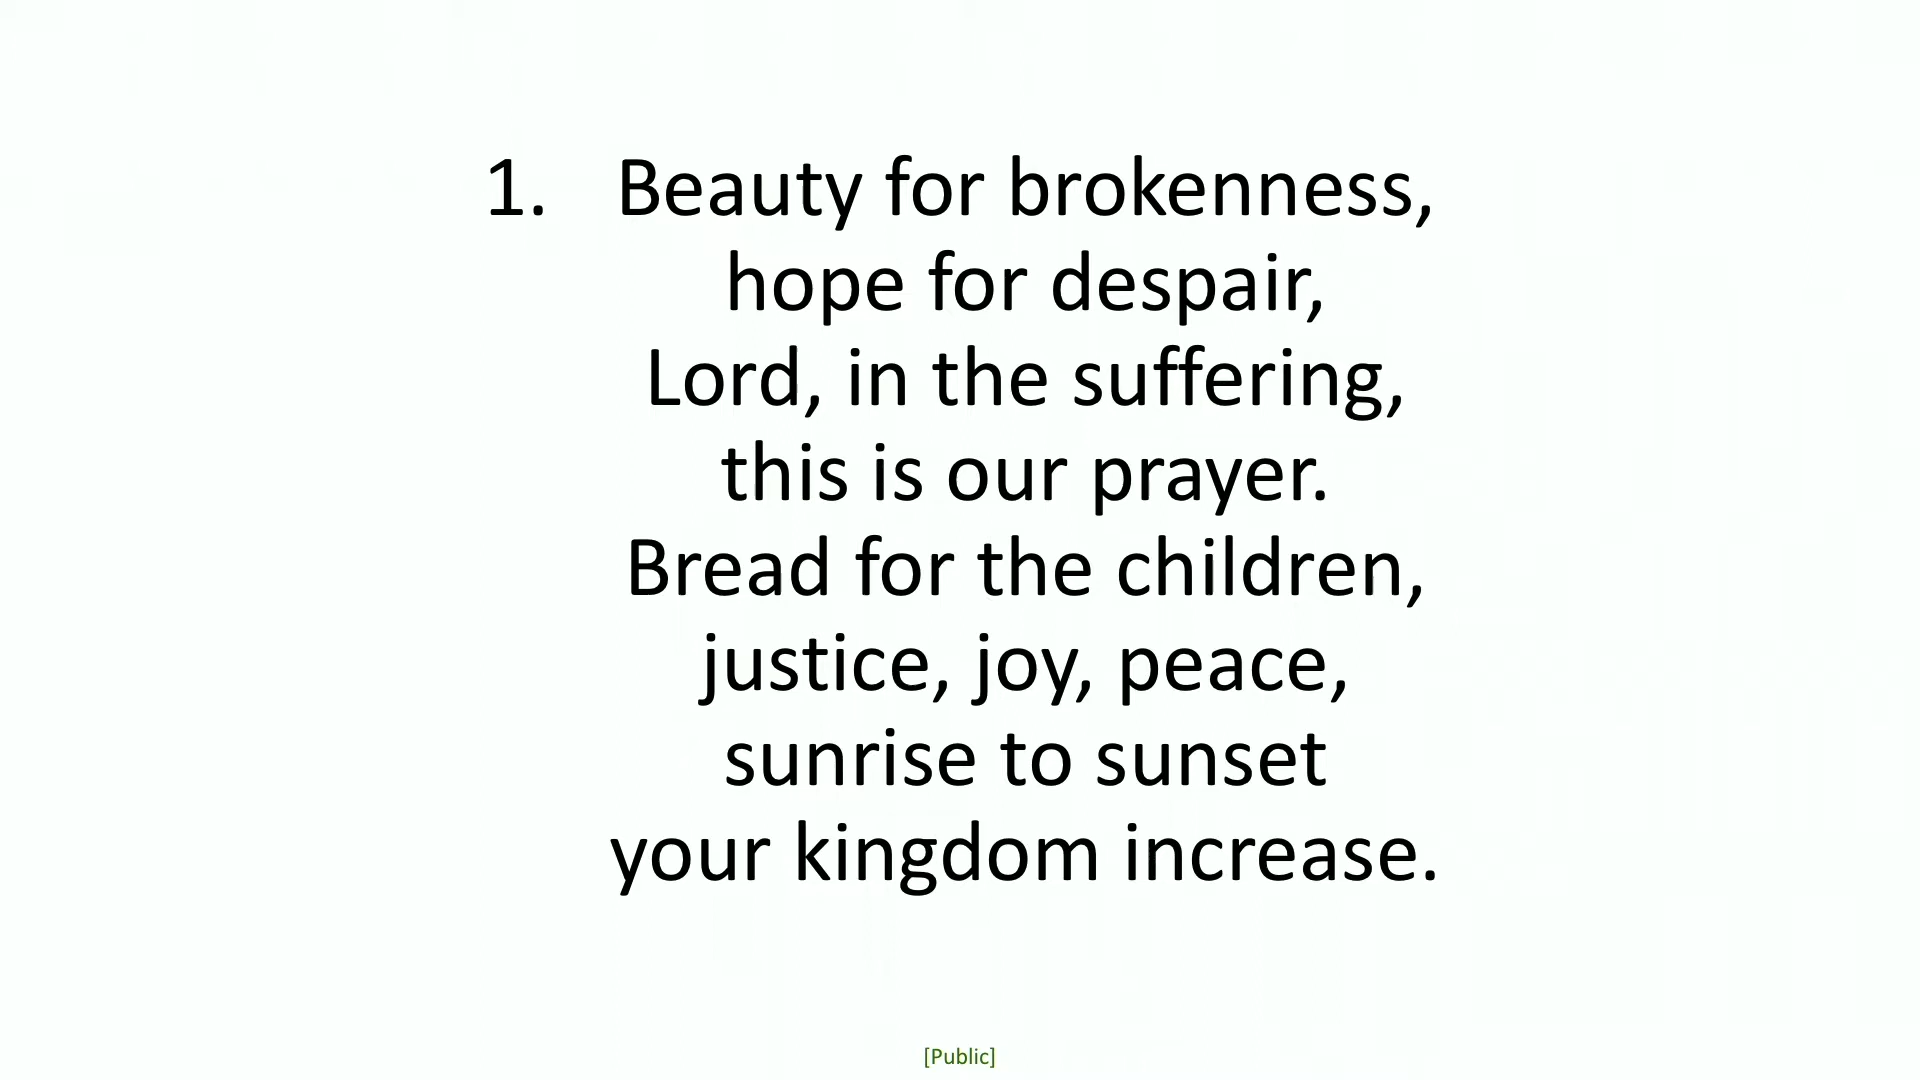 1. Beauty for brokenness,
hope for despair,
Lord, in the suffering,
this is our prayer.
Bread for the children,
justice, joy, peace,
sunrise to sunset
your kingdom increase.
[Public]